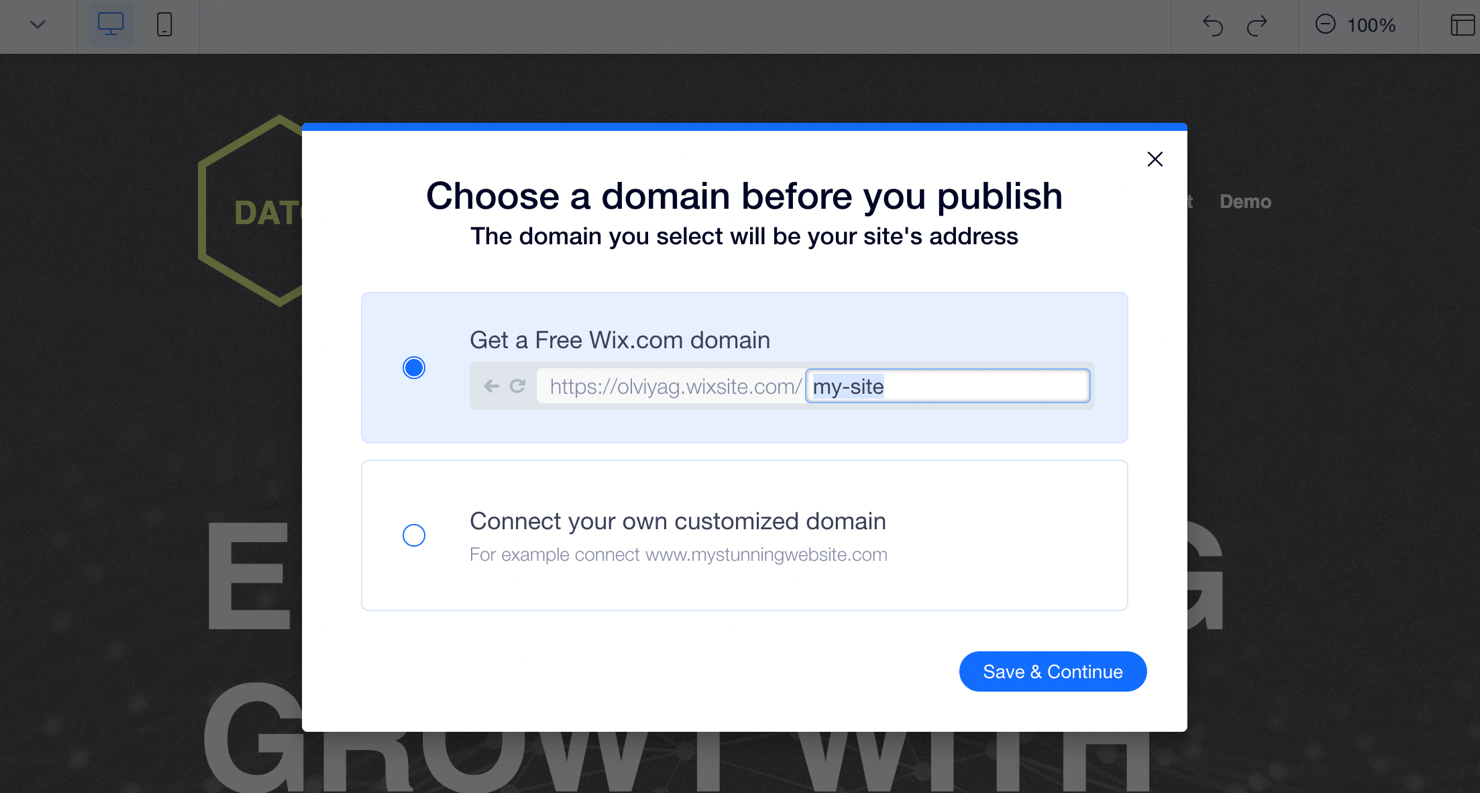 100%
DAT
t Demo
Choose a domain before you publish
The domain you select will be your site's address
Get a Free Wix.com domain
https://olviyag.wixsite.com/ my-site
Connect your own customized domain
For example connect www.mystunningwebsite.com
E G
Save & Continue
GROWT WITH